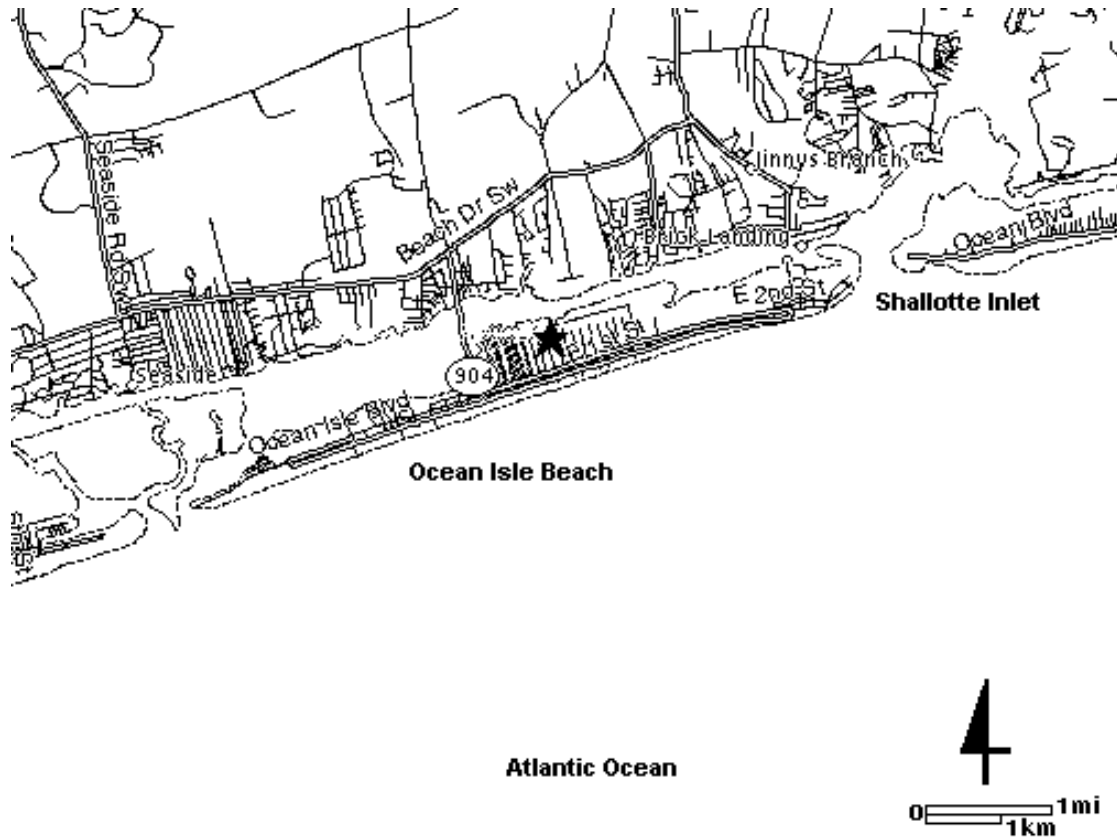 Jinnys Branch
Seaside Rd SW
Beach Dr Sw
Ocean Blvd
Brick Landing
E 2nd St
Shallotte Inlet
Seaside
904
Ocean Isle Blvd
Ocean Isle Beach
Atlantic Ocean
0
1mi
1km